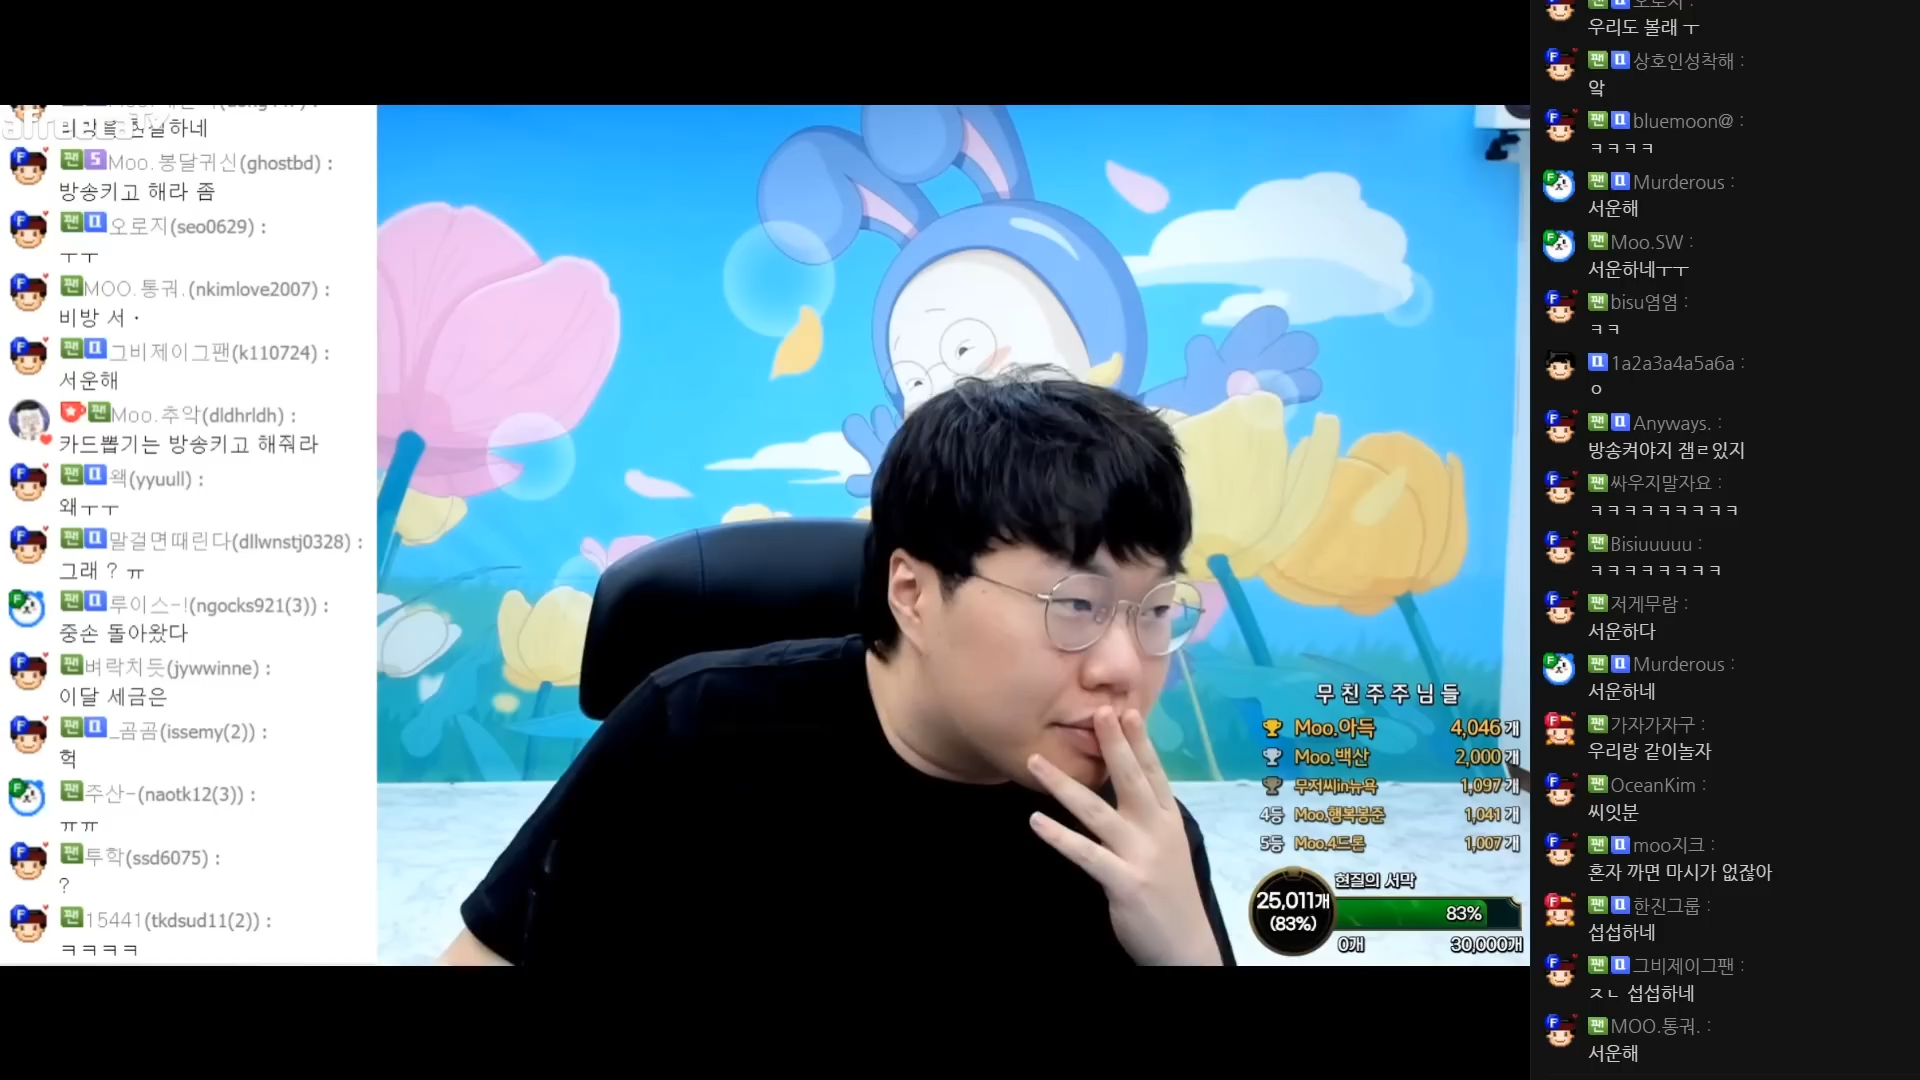 afreecaTV
Moo.봉달귀신(ghostbd) :
방송키고 해라 좀
오로지(seo0629) :
ㅜㅜ
MOO.통궈.(nkimlove2007) :
비방 서 ·
그비제이그팬(k110724) :
서운해
Moo.추악(dldhrldh) :
카드뽑기는 방송키고 해줘라
왝(yyuull) :
왜ㅜㅜ
말걸면때린다(dllwnstj0328) :
그래 ? ㅠ
루이스-!(ngocks921(3)) :
중손 돌아왔다
벼락치듯(jywwinne) :
이달 세금은
_곰곰(issemy(2)) :
헉
주산-(naotk12(3)) :
ㅠㅠ
투학(ssd6075) :
?
15441(tkdsud11(2)) :
ㅋㅋㅋㅋ
무친주주님들
Moo.아득 4,046개
Moo.백산 2,000개
무저씨in뉴욕 1,097개
4등 Moo.행복봉준 1,041개
5등 Moo.4드론 1,007개
현질의 서막
25,011개
(83%)
83%
0개 30,000개
오로지 :
우리도 볼래 ㅜ
상호인성착해 :
앜
bluemoon@ :
ㅋㅋㅋㅋ
Murderous :
서운해
Moo.SW :
서운하네ㅜㅜ
bisu염염 :
ㅋㅋ
1a2a3a4a5a6a :
ㅇ
Anyways. :
방송켜야지 잼ㄹ있지
싸우지말자요 :
ㅋㅋㅋㅋㅋㅋㅋㅋㅋ
Bisiuuuuu :
ㅋㅋㅋㅋㅋㅋㅋㅋ
저게무람 :
서운하다
Murderous :
서운하네
가자가자구 :
우리랑 같이놀자
OceanKim :
씨잇분
moo지크 :
혼자 까면 마시가 없잖아
한진그룹 :
섭섭하네
그비제이그팬 :
ㅈㄴ 섭섭하네
MOO.통궈. :
서운해